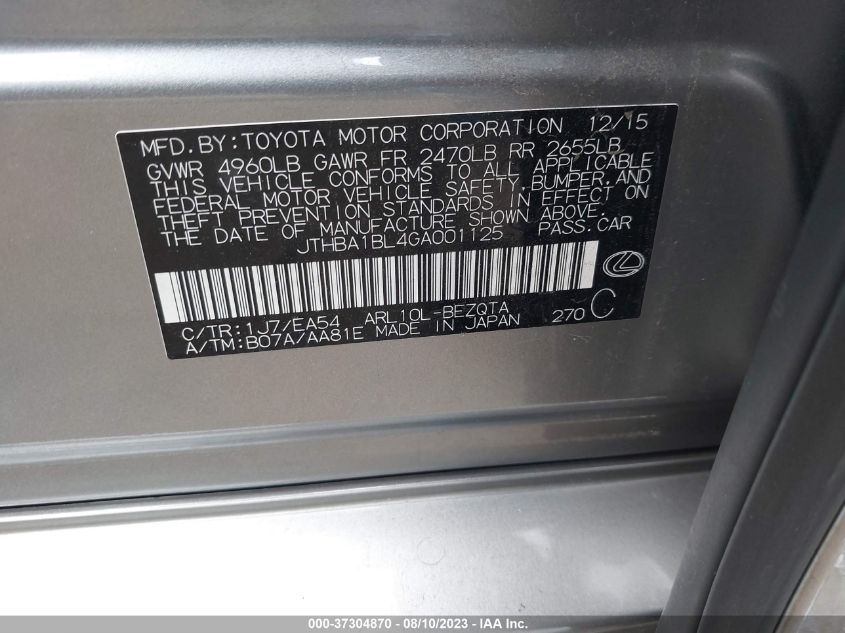 MFD. BY: TOYOTA MOTOR CORPORATION 12/15
GVWR 4960LB GAWR FR 2470LB RR 2655LB
THIS VEHICLE CONFORMS TO ALL APPLICABLE
FEDERAL MOTOR VEHICLE SAFETY, BUMPER, AND
THEFT PREVENTION STANDARDS IN EFFECT ON
THE DATE OF MANUFACTURE SHOWN ABOVE.
JTHBA1BL4GA001125 PASS. CAR
C/TR: 1J7/EA54 ARL10L-BEZQTA
A/TM: B07A/AA81E MADE IN JAPAN 270 C
000-37304870 - 08/10/2023 - IAA Inc.